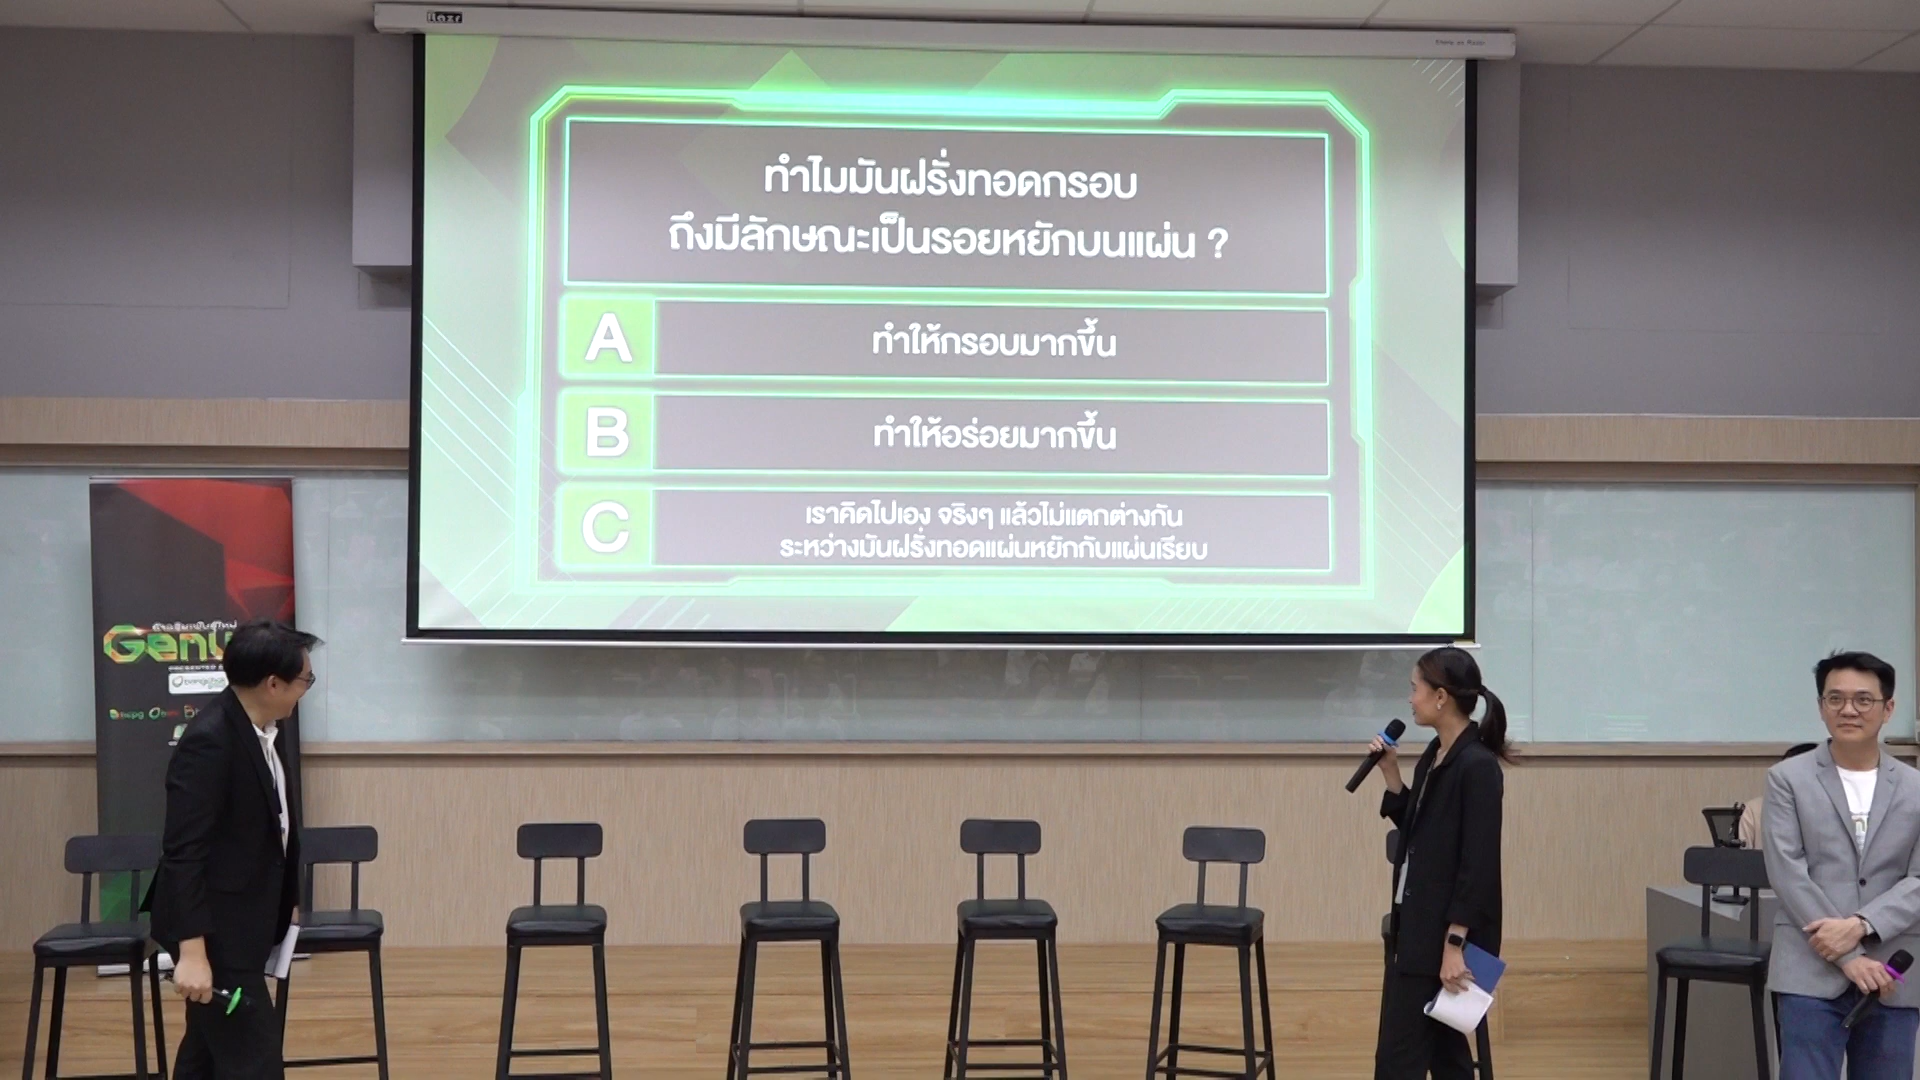 Razr
ทำไมมันฝรั่งทอดกรอบ
ถึงมีลักษณะเป็นรอยหยักบนแผ่น ?
A
ทำให้กรอบมากขึ้น
B
ทำให้อร่อยมากขึ้น
C
เราคิดไปเอง จริงๆ แล้วไม่แตกต่างกัน
ระหว่างมันฝรั่งทอดแผ่นหยักกับแผ่นเรียบ
bcpg